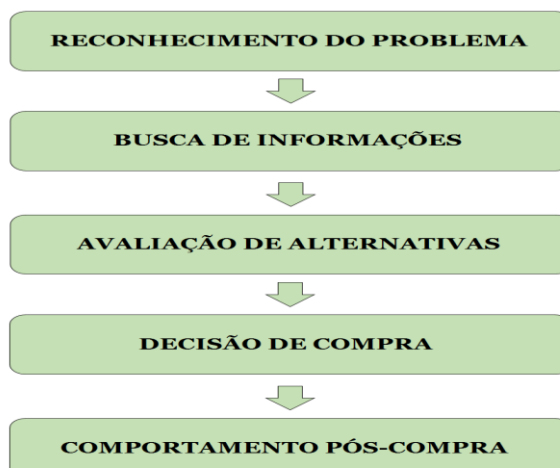 RECONHECIMENTO DO PROBLEMA
BUSCA DE INFORMAÇÕES
AVALIAÇÃO DE ALTERNATIVAS
DECISÃO DE COMPRA
COMPORTAMENTO PÓS-COMPRA